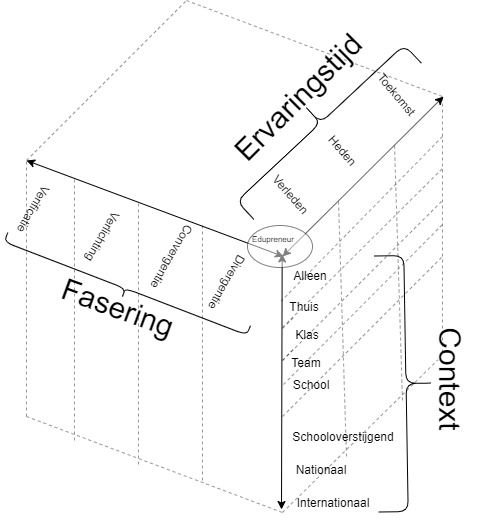 Ervaringstijd
Toekomst
Heden
Verleden
Verificatie
Verlichting
Convergentie
Divergentie
Fasering
Edupreneur
Alleen
Thuis
Klas
Team
School
Schooloverstijgend
Nationaal
Internationaal
Context